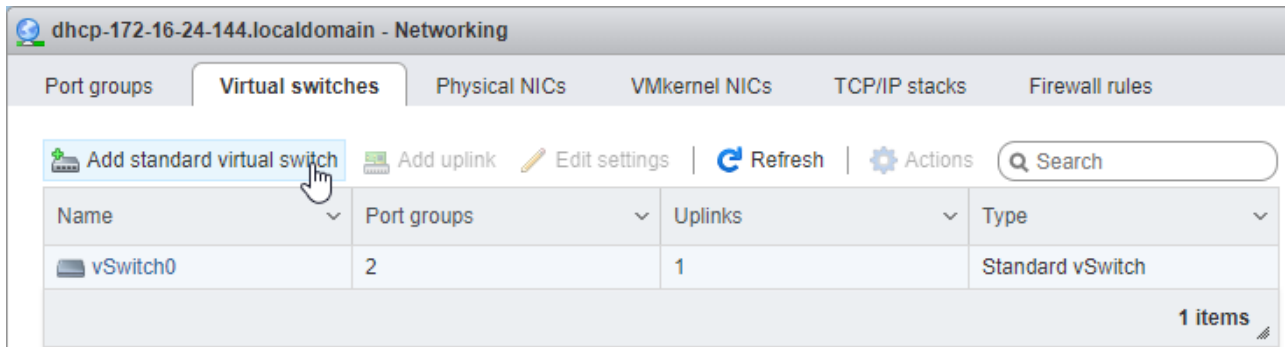 dhcp-172-16-24-144.localdomain - Networking
Port groups Virtual switches Physical NICs VMkernel NICs TCP/IP stacks Firewall rules
Add standard virtual switch Add uplink Edit settings Refresh Actions Search
Name Port groups Uplinks Type
vSwitch0 2 1 Standard vSwitch
1 items